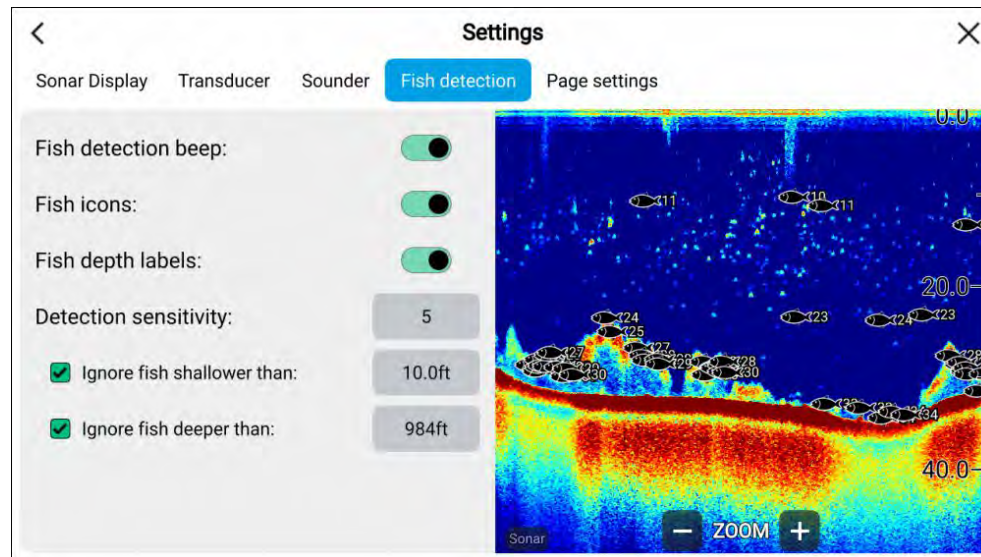 Settings
Sonar Display Transducer Sounder Fish detection Page settings
Fish detection beep:
Fish icons:
Fish depth labels:
Detection sensitivity: 5
Ignore fish shallower than: 10.0ft
Ignore fish deeper than: 984ft
0.0
11 10 11
20.0
24 23 24 23
25
27 27 28
30 30
34
40.0
Sonar
ZOOM